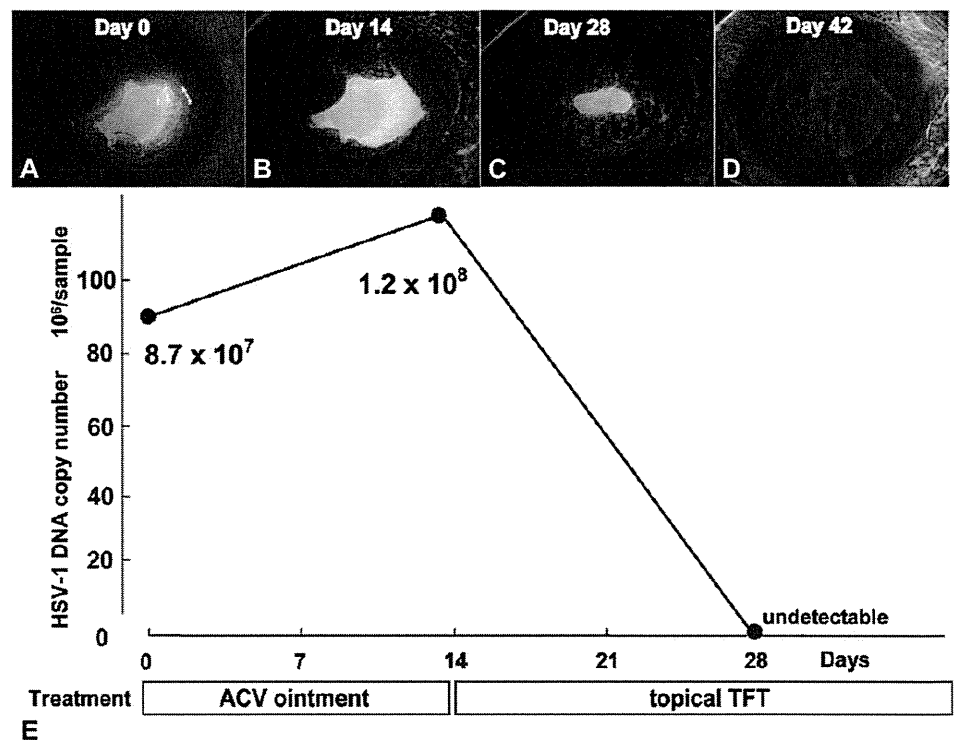 Day 0
Day 14
Day 28
Day 42
A
B
C
D
HSV-1 DNA copy number 10⁶/sample
100
80
60
40
20
0
8.7 x 10⁷
1.2 x 10⁸
undetectable
0 7 14 21 28 Days
Treatment ACV ointment topical TFT
E